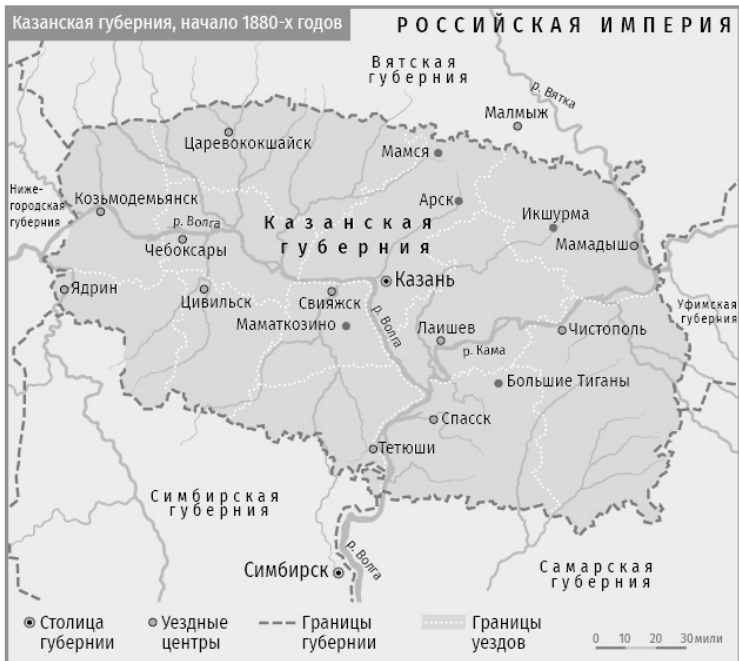 Казанская губерния, начало 1880-х годов
РОССИЙСКАЯ ИМПЕРИЯ
Вятская
губерния
р. Вятка
Малмыж
Царевококшайск
Мамся
Ниже-
городская
губерния
Козьмодемьянск
р. Волга
Арск
Казанская
губерния
Икшурма
Мамадыш
Чебоксары
Казань
Ядрин
Цивильск
Свияжск
Маматкозино
р. Волга
Лаишев
р. Кама
Чистополь
Уфимская
губерния
Большие Тиганы
Спасск
Тетюши
Симбирская
губерния
р. Волга
Симбирск
Самарская
губерния
Столица
губернии
Уездные
центры
Границы
губернии
Границы
уездов
0 10 20 30 мили